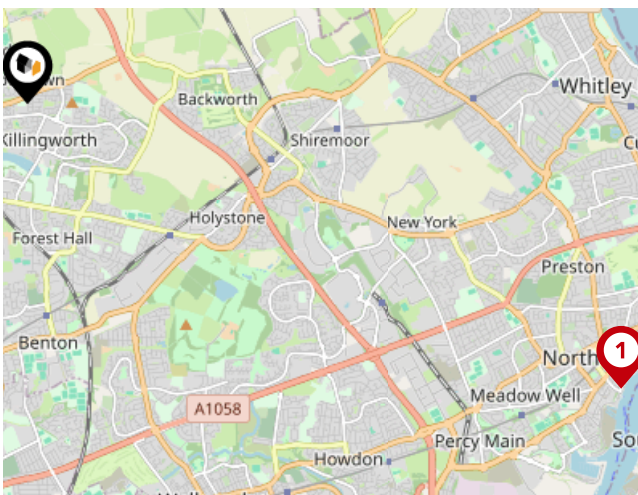 Whitley
Backworth
Killingworth
Shiremoor
Holystone
New York
Forest Hall
Preston
Benton
North
1
A1058
Meadow Well
Percy Main
Howdon